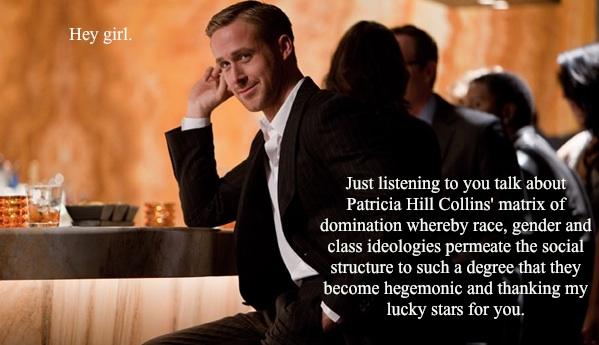 Hey girl.
Just listening to you talk about
Patricia Hill Collins' matrix of
domination whereby race, gender and
class ideologies permeate the social
structure to such a degree that they
become hegemonic and thanking my
lucky stars for you.